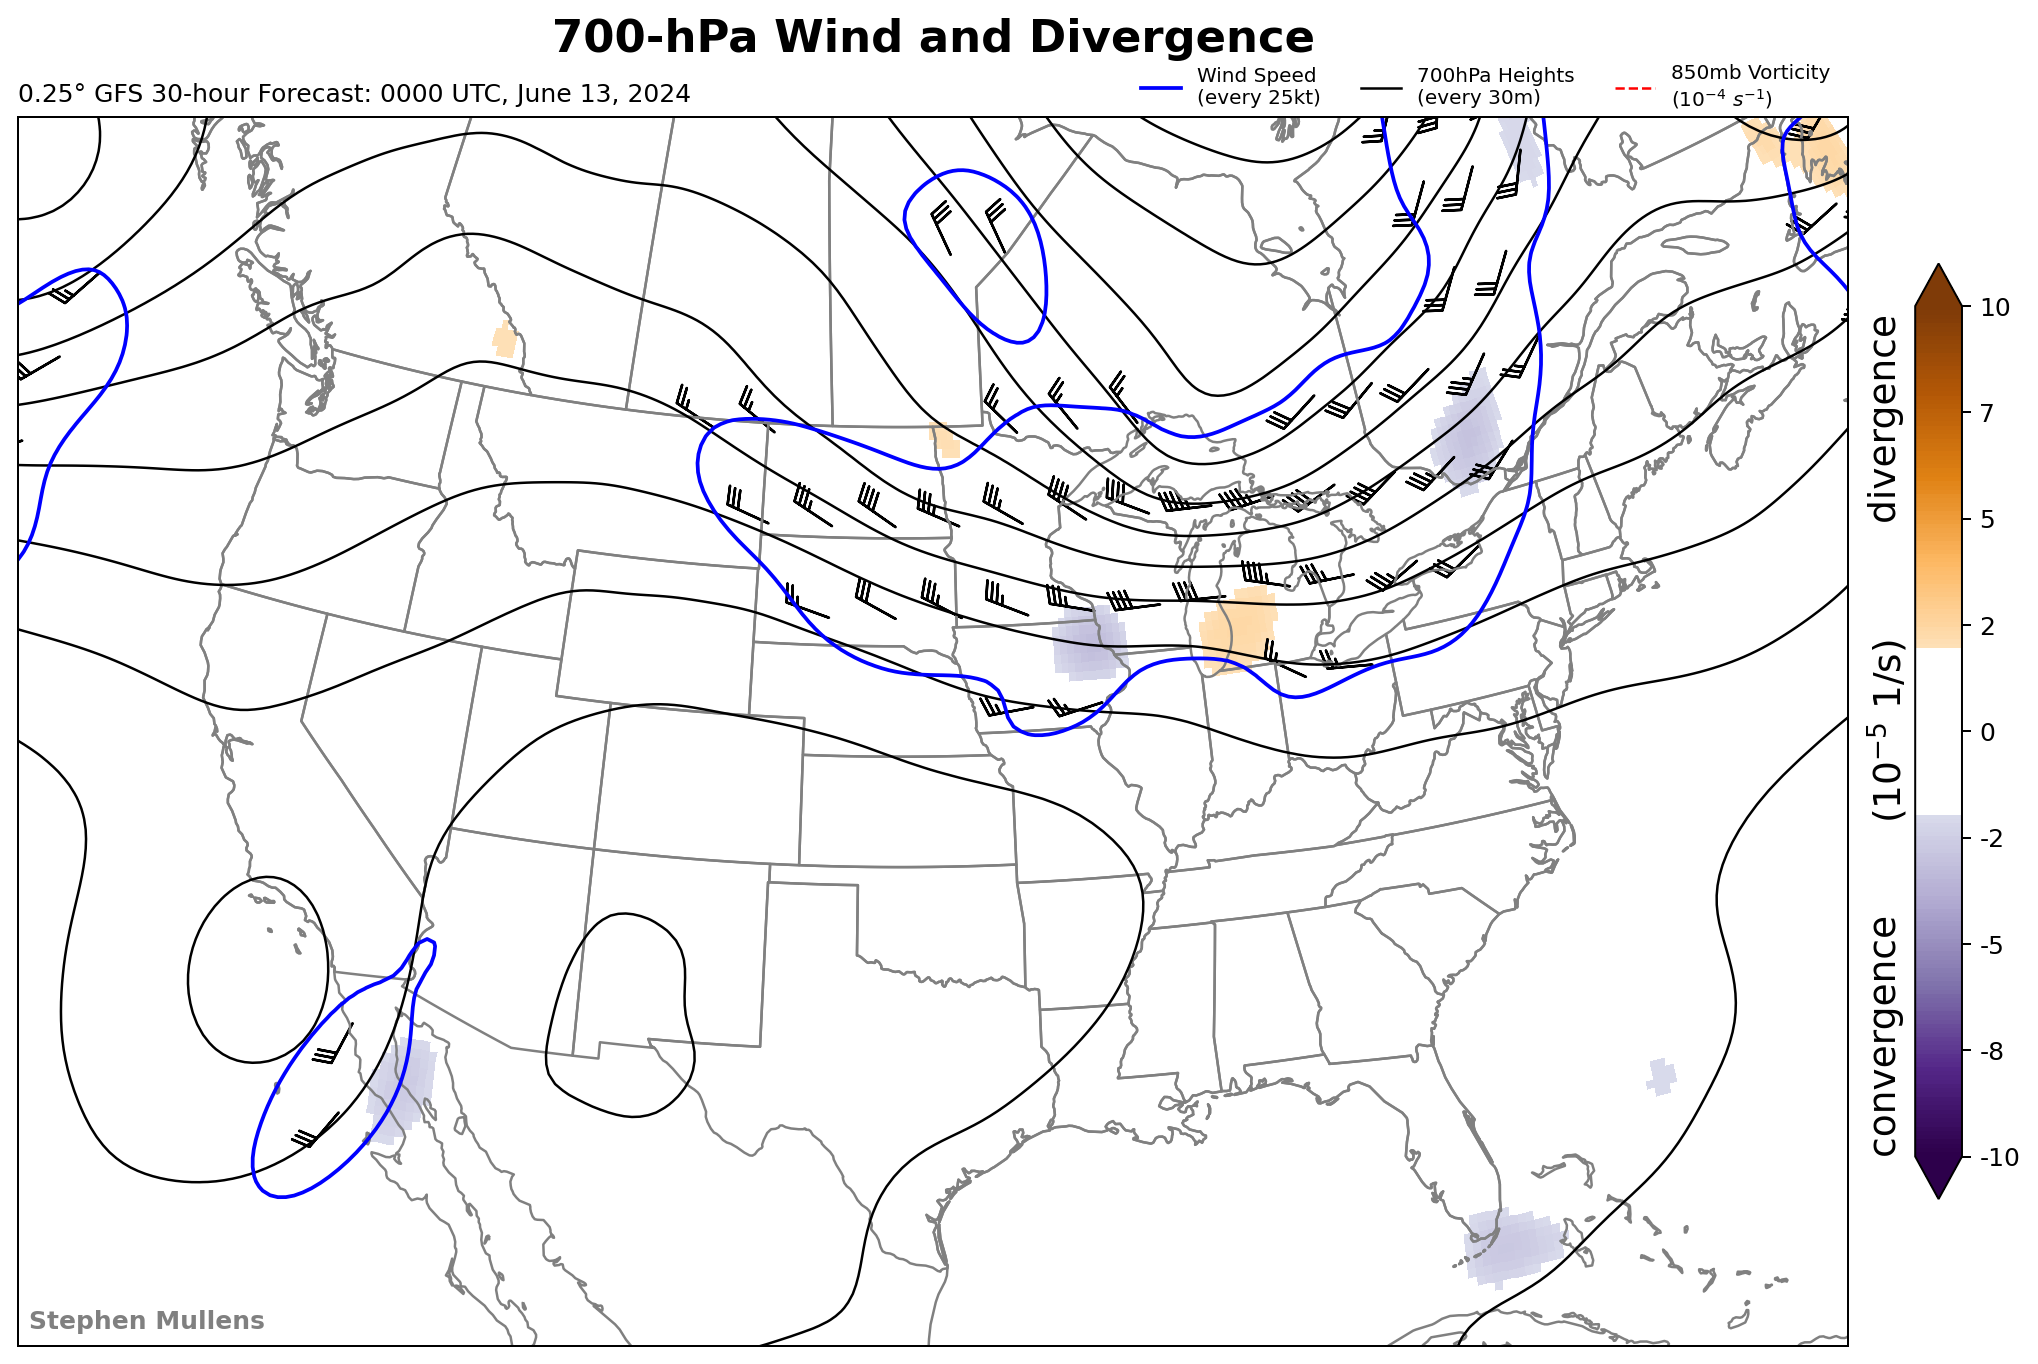 700-hPa Wind and Divergence
0.25° GFS 30-hour Forecast: 0000 UTC, June 13, 2024
Wind Speed
(every 25kt)
700hPa Heights
(every 30m)
850mb Vorticity
(10⁻⁴ s⁻¹)
convergence (10⁻⁵ 1/s) divergence
10
7
5
2
0
-2
-5
-8
-10
Stephen Mullens